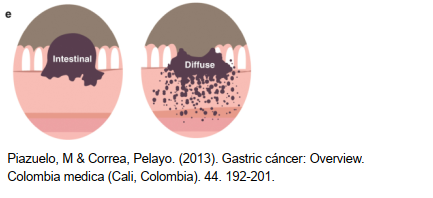 e
Intestinal
Diffuse
Piazuelo, M & Correa, Pelayo. (2013). Gastric cáncer: Overview.
Colombia medica (Cali, Colombia). 44. 192-201.